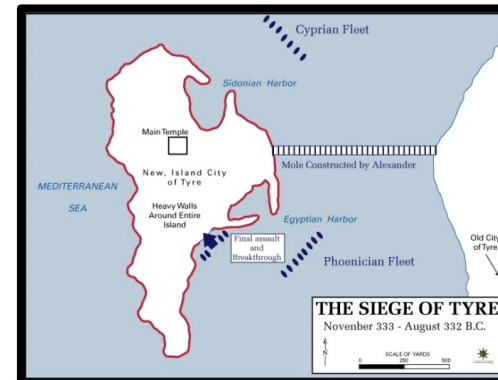 Cyprian Fleet
Sidonian Harbor
Main Temple
New, Island City
of Tyre
Mole Constructed by Alexander
MEDITERRANEAN
SEA
Heavy Walls
Around Entire
Island
Egyptian Harbor
Final assault
and
Breakthrough
Phoenician Fleet
Old City
of Tyre
THE SIEGE OF TYRE
Novenber 333 - August 332 B.C.
N
SCALE OF YARDS
0 250 500